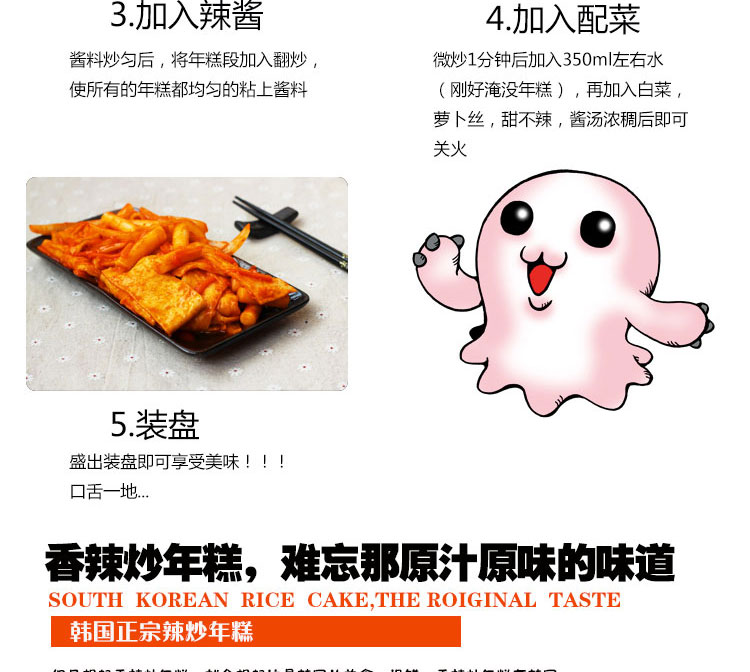 3.加入辣酱
酱料炒匀后，将年糕段加入翻炒，
使所有的年糕都均匀的粘上酱料
4.加入配菜
微炒1分钟后加入350ml左右水
（刚好淹没年糕），再加入白菜，
萝卜丝，甜不辣，酱汤浓稠后即可
关火
5.装盘
盛出装盘即可享受美味！！！
口舌一地...
香辣炒年糕，难忘那原汁原味的味道
SOUTH KOREAN RICE CAKE,THE ROIGINAL TASTE
韩国正宗辣炒年糕